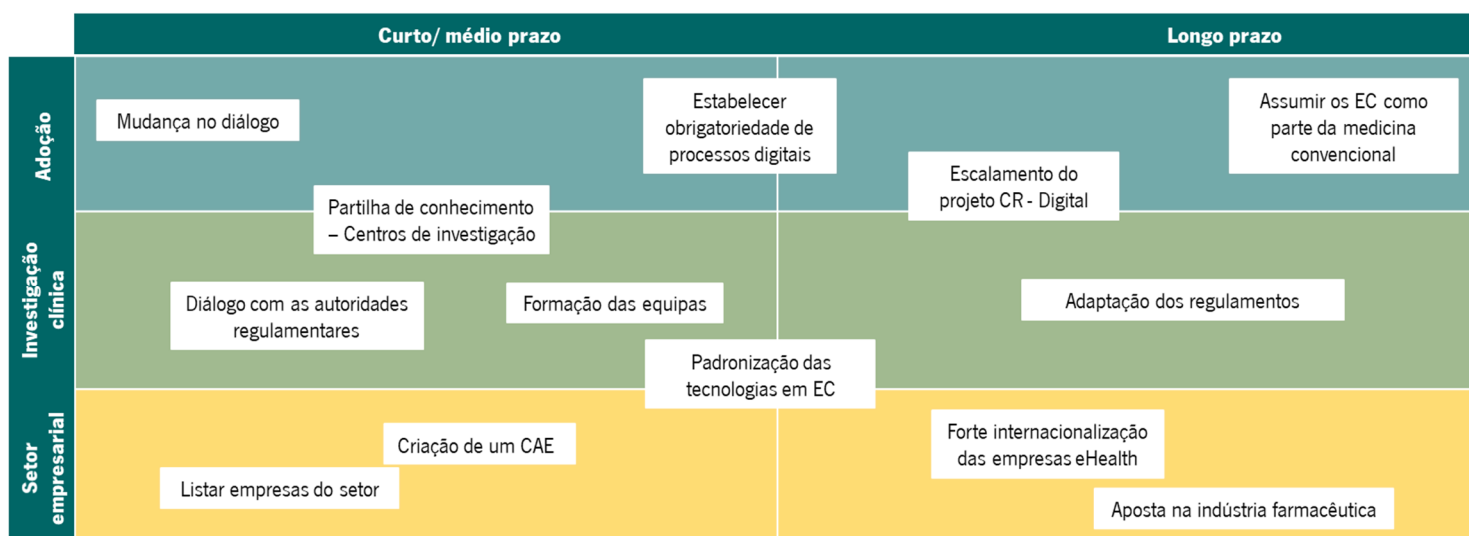 Curto/ médio prazo
Longo prazo
Adoção
Mudança no diálogo
Estabelecer
obrigatoriedade de
processos digitais
Assumir os EC como
parte da medicina
convencional
Escalamento do
projeto CR - Digital
Partilha de conhecimento
– Centros de investigação
Investigação
clínica
Diálogo com as autoridades
regulamentares
Formação das equipas
Adaptação dos regulamentos
Padronização das
tecnologias em EC
Setor
empresarial
Criação de um CAE
Listar empresas do setor
Forte internacionalização
das empresas eHealth
Aposta na indústria farmacêutica